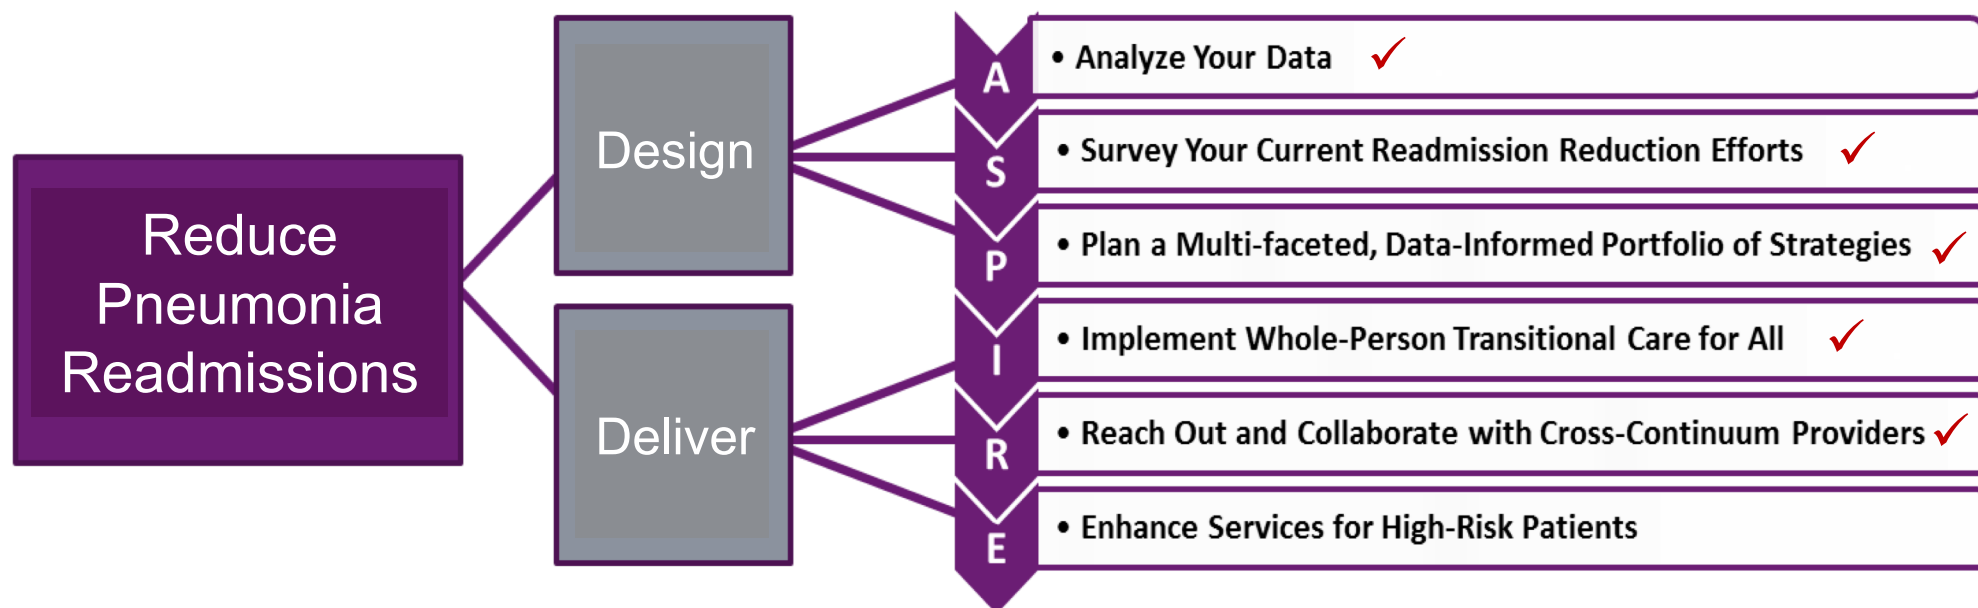 Reduce
Pneumonia
Readmissions
Design
Deliver
A
• Analyze Your Data ✓
S
• Survey Your Current Readmission Reduction Efforts ✓
P
• Plan a Multi-faceted, Data-Informed Portfolio of Strategies ✓
I
• Implement Whole-Person Transitional Care for All ✓
R
• Reach Out and Collaborate with Cross-Continuum Providers ✓
E
• Enhance Services for High-Risk Patients